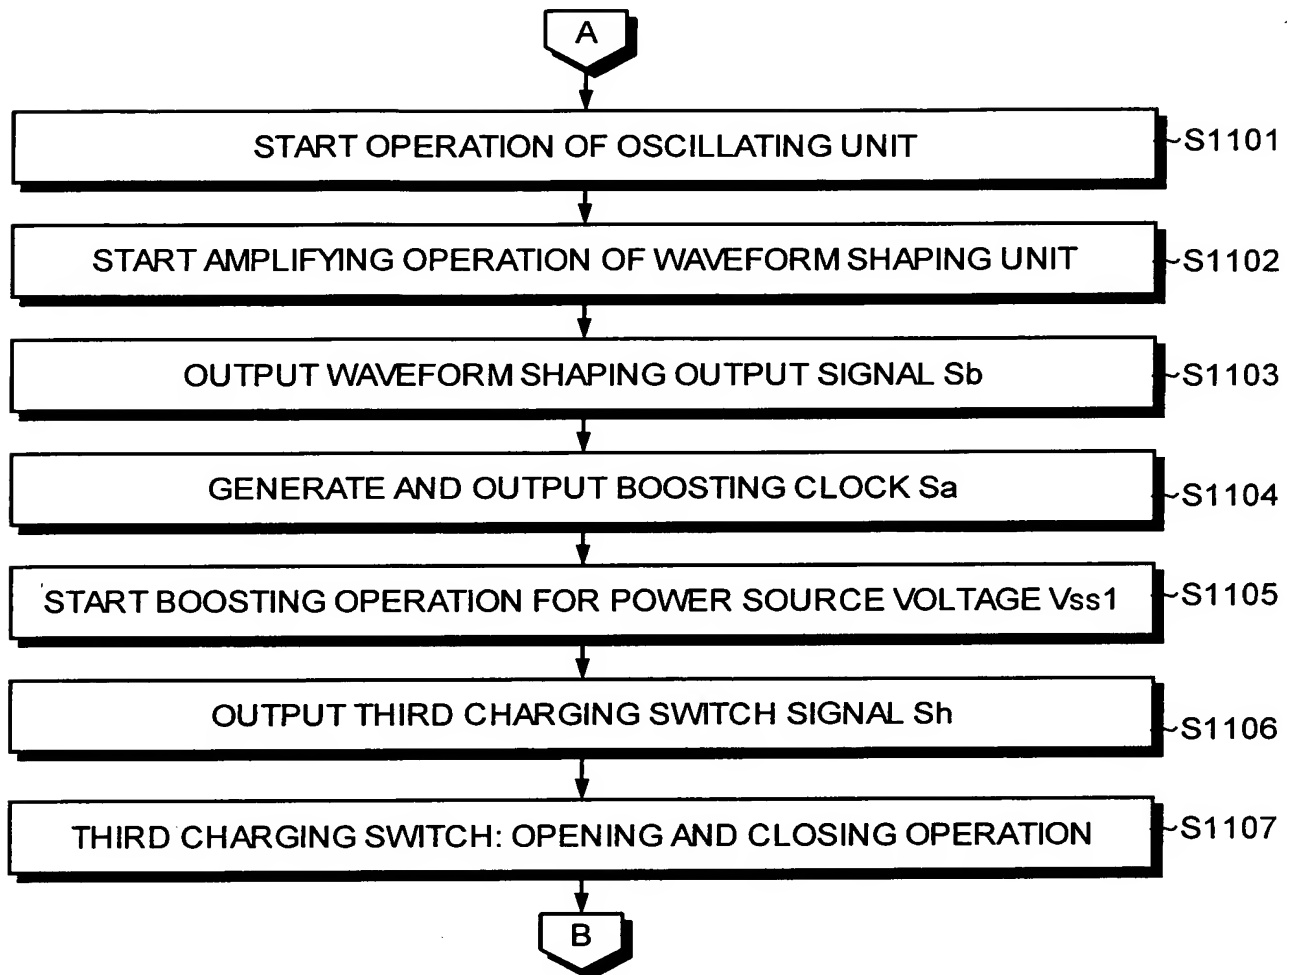 A
START OPERATION OF OSCILLATING UNIT
S1101
START AMPLIFYING OPERATION OF WAVEFORM SHAPING UNIT
S1102
OUTPUT WAVEFORM SHAPING OUTPUT SIGNAL Sb
S1103
GENERATE AND OUTPUT BOOSTING CLOCK Sa
S1104
START BOOSTING OPERATION FOR POWER SOURCE VOLTAGE Vss1
S1105
OUTPUT THIRD CHARGING SWITCH SIGNAL Sh
S1106
THIRD CHARGING SWITCH: OPENING AND CLOSING OPERATION
S1107
B